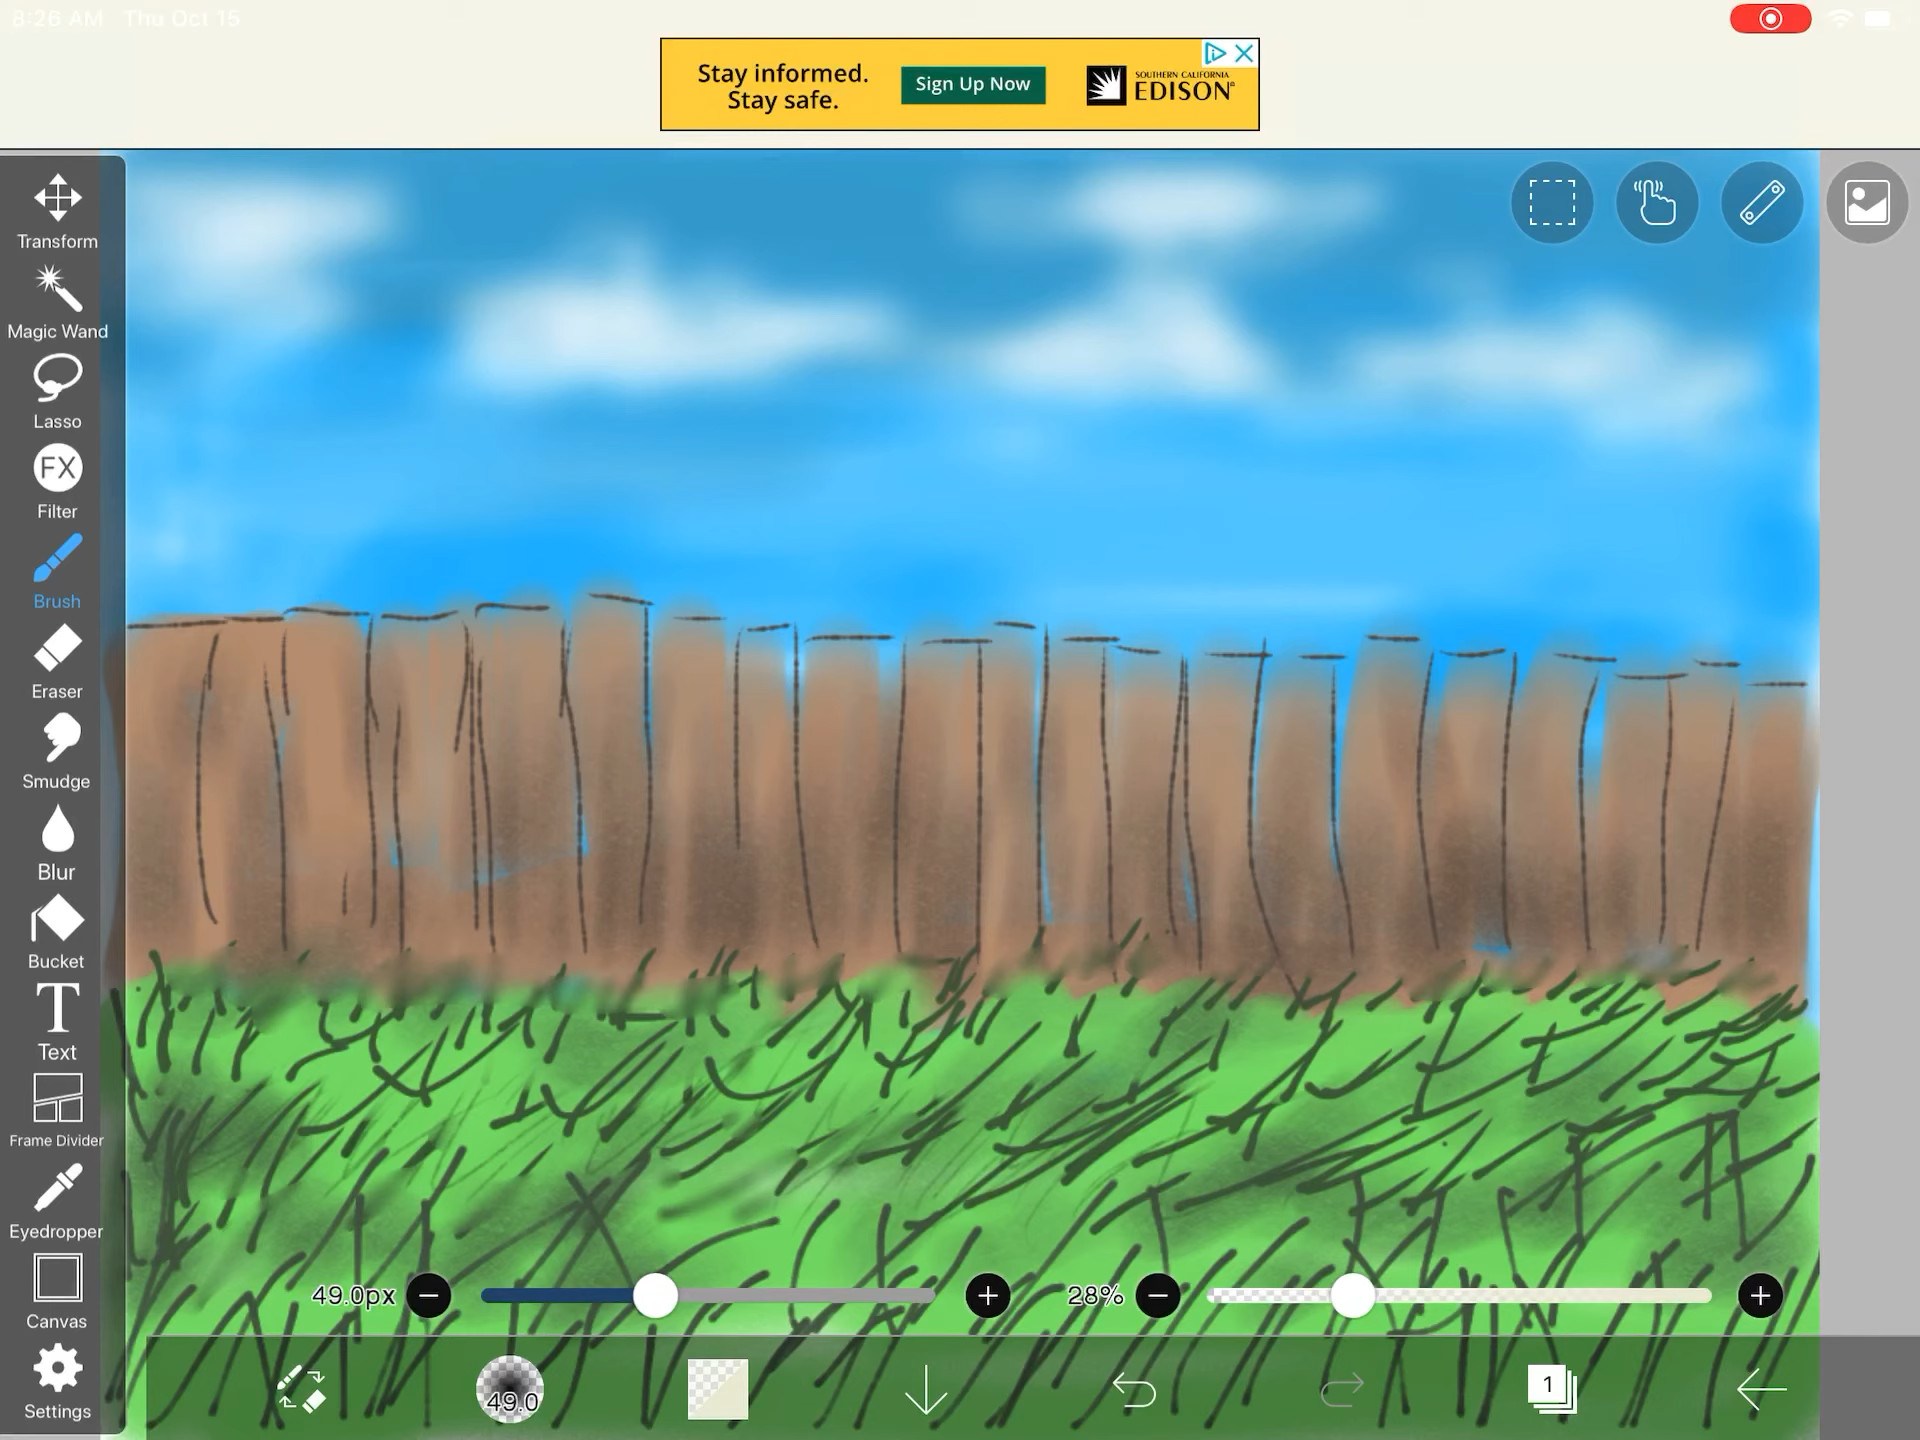 8:26 AM Thu Oct 15
Stay informed.
Stay safe.
Sign Up Now
SOUTHERN CALIFORNIA
EDISON
Transform
Magic Wand
Lasso
FX
Filter
Brush
Eraser
Smudge
Blur
Bucket
T
Text
Frame Divider
Eyedropper
Canvas
Settings
49.0px
28%
49.0
1